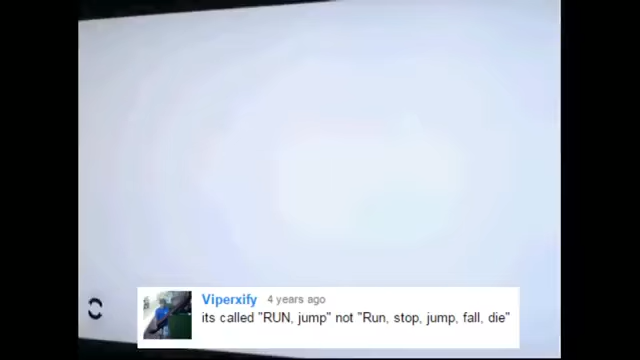 Viperxify 4 years ago
its called "RUN, jump" not "Run, stop, jump, fall, die"